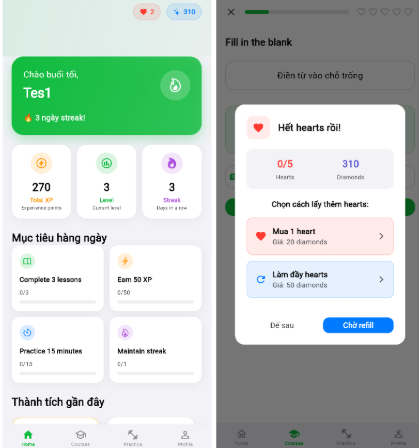 2
310
Chào buổi tối,
Tes1
3 ngày streak!
270
Total XP
Experience points
3
Level
Current level
3
Streak
Days in a row
Mục tiêu hàng ngày
Complete 3 lessons
0/3
Earn 50 XP
0/50
Practice 15 minutes
0/15
Maintain streak
0/1
Thành tích gần đây
Home
Courses
Practice
Profile
Fill in the blank
Điền từ vào chỗ trống
Hết hearts rồi!
0/5
Hearts
310
Diamonds
Chọn cách lấy thêm hearts:
Mua 1 heart
Giá: 20 diamonds
Làm đầy hearts
Giá: 50 diamonds
Để sau
Chờ refill
Home
Courses
Practice
Profile